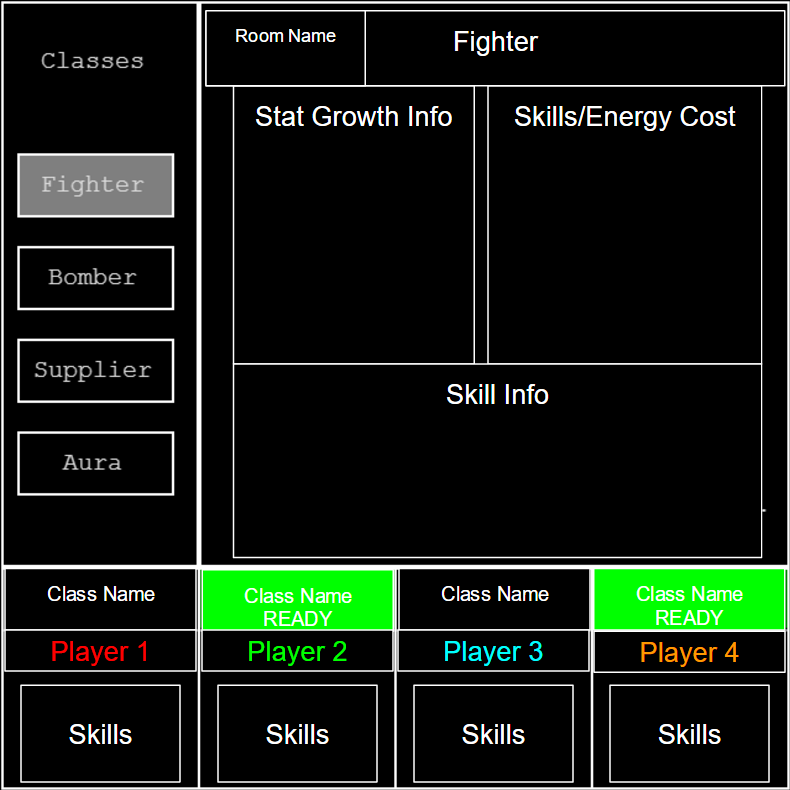 Classes
Fighter
Bomber
Supplier
Aura
Room Name
Fighter
Stat Growth Info
Skills/Energy Cost
Skill Info
Class Name
Player 1
Skills
Class Name
READY
Player 2
Skills
Class Name
Player 3
Skills
Class Name
READY
Player 4
Skills